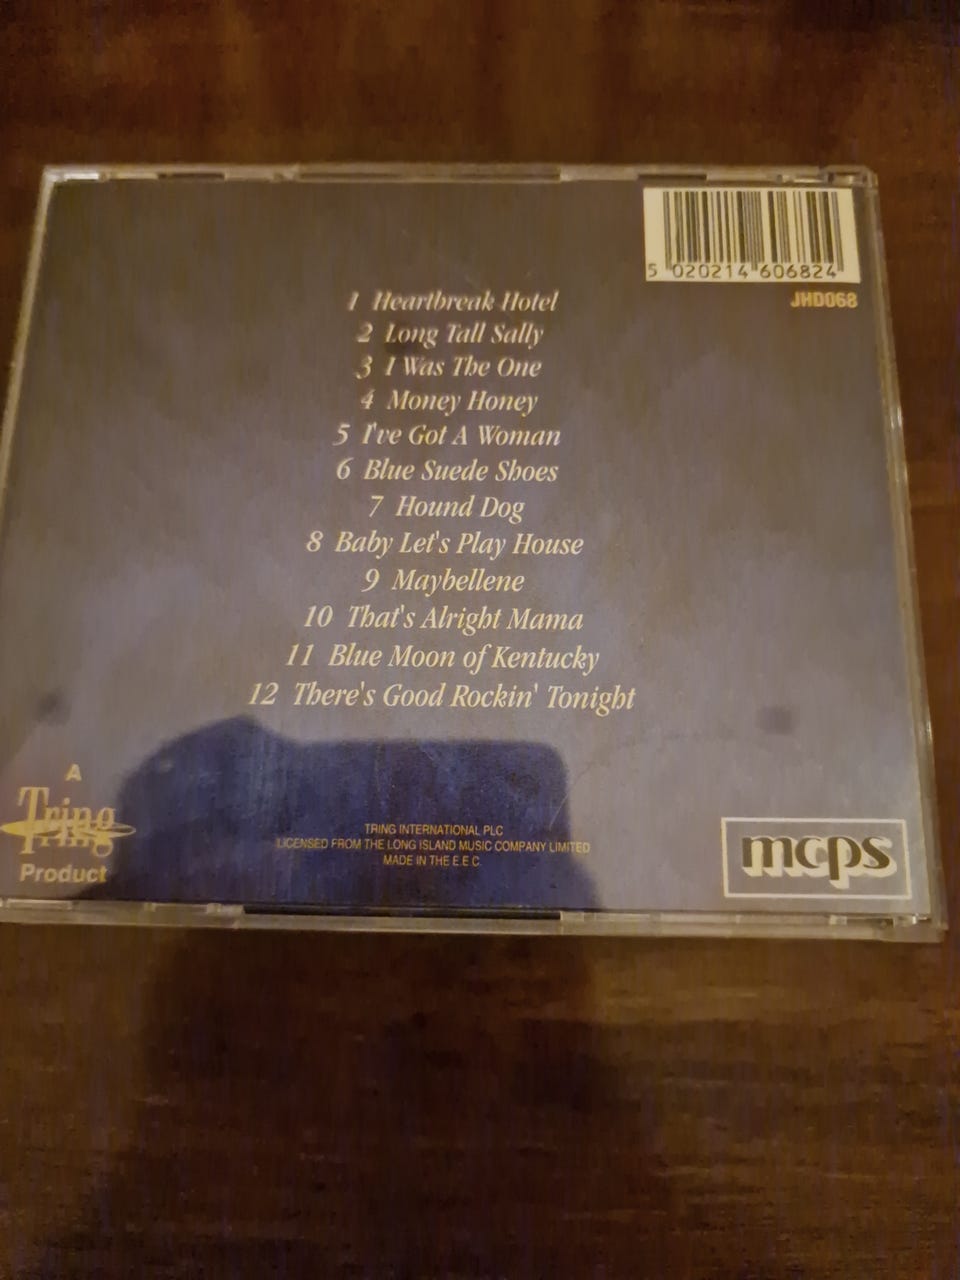 5 020214 606824
JHD068
1 Heartbreak Hotel
2 Long Tall Sally
3 I Was The One
4 Money Honey
5 I've Got A Woman
6 Blue Suede Shoes
7 Hound Dog
8 Baby Let's Play House
9 Maybellene
10 That's Alright Mama
11 Blue Moon of Kentucky
12 There's Good Rockin' Tonight
A
Tring
Product
TRING INTERNATIONAL PLC
LICENSED FROM THE LONG ISLAND MUSIC COMPANY LIMITED
MADE IN THE E.E.C.
mcps